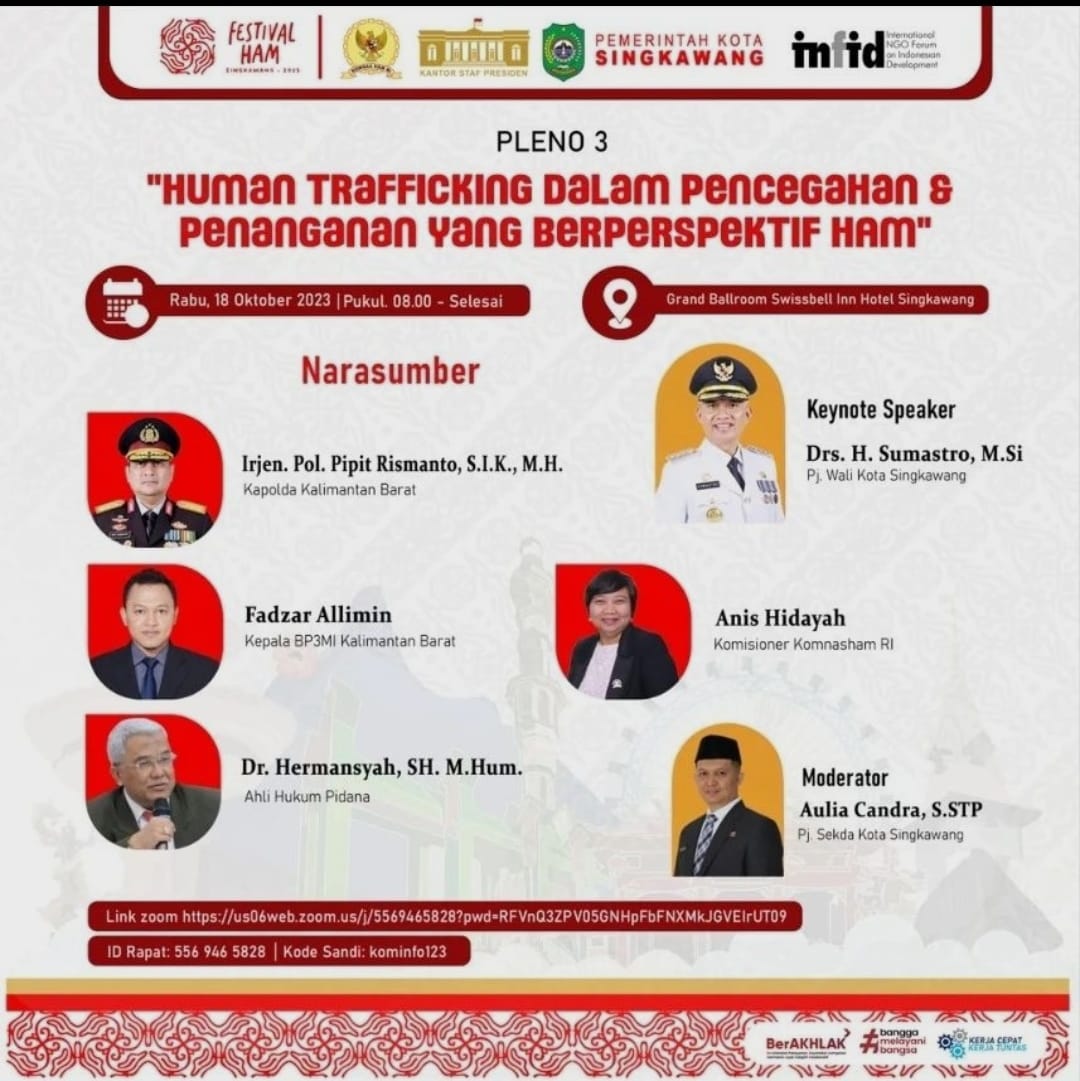 FESTIVAL
HAM
SINGKAWANG - 2023
KOMNAS HAM RI
KANTOR STAF PRESIDEN
PEMERINTAH KOTA
SINGKAWANG
infid
International
NGO Forum
on Indonesian
Development
PLENO 3
"HUMAN TRAFFICKING DALAM PENCEGAHAN &
PENANGANAN YANG BERPERSPEKTIF HAM"
Rabu, 18 Oktober 2023 | Pukul. 08.00 - Selesai
Grand Ballroom Swissbell Inn Hotel Singkawang
Narasumber
Keynote Speaker
Drs. H. Sumastro, M.Si
Pj. Wali Kota Singkawang
Irjen. Pol. Pipit Rismanto, S.I.K., M.H.
Kapolda Kalimantan Barat
Fadzar Allimin
Kepala BP3MI Kalimantan Barat
Anis Hidayah
Komisioner Komnasham RI
Dr. Hermansyah, SH. M.Hum.
Ahli Hukum Pidana
Moderator
Aulia Candra, S.STP
Pj. Sekda Kota Singkawang
Link zoom https://us06web.zoom.us/j/5569465828?pwd=RFVnQ3ZPV05GNHpFbFNXMkJGVEIrUT09
ID Rapat: 556 946 5828 | Kode Sandi: kominfo123
BerAKHLAK
#bangga
melayani
bangsa
KERJA CEPAT
KERJA TUNTAS